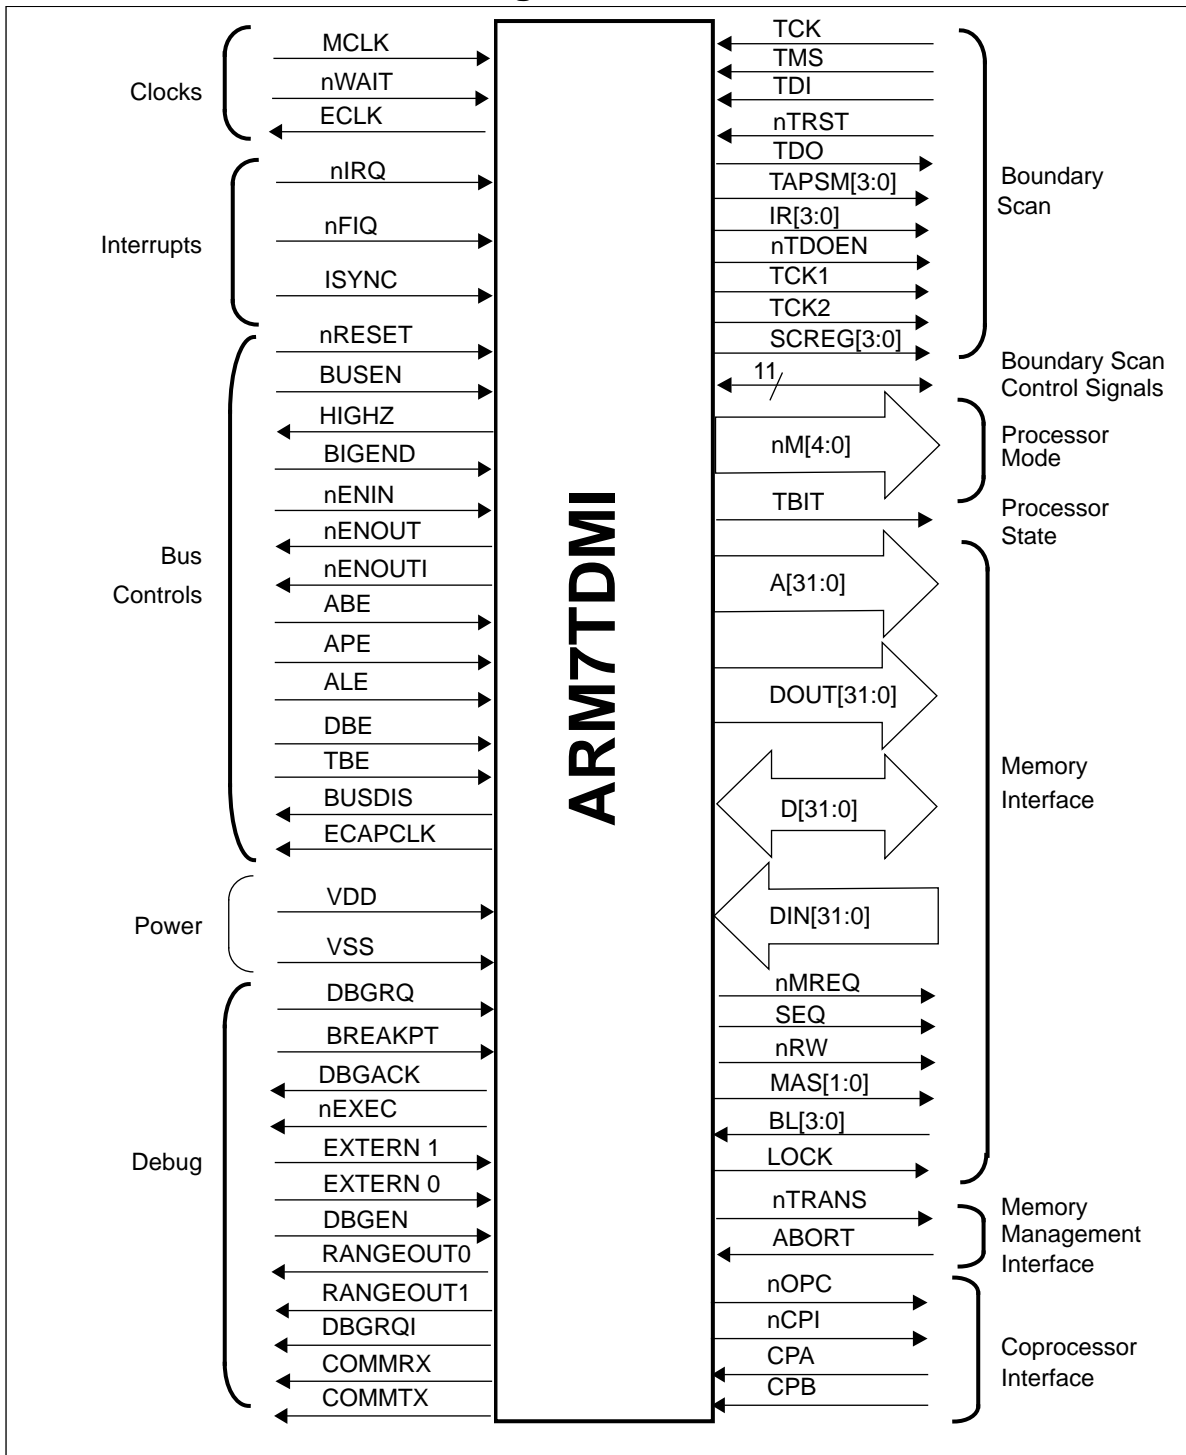 Clocks
MCLK
nWAIT
ECLK
Interrupts
nIRQ
nFIQ
ISYNC
Bus
Controls
nRESET
BUSEN
HIGHZ
BIGEND
nENIN
nENOUT
nENOUTI
ABE
APE
ALE
DBE
TBE
BUSDIS
ECAPCLK
Power
VDD
VSS
Debug
DBGRQ
BREAKPT
DBGACK
nEXEC
EXTERN 1
EXTERN 0
DBGEN
RANGEOUT0
RANGEOUT1
DBGRQI
COMMRX
COMMTX
ARM7TDMI
TCK
TMS
TDI
nTRST
TDO
TAPSM[3:0]
IR[3:0]
nTDOEN
TCK1
TCK2
SCREG[3:0]
Boundary
Scan
11
Boundary Scan
Control Signals
nM[4:0]
Processor
Mode
TBIT
Processor
State
A[31:0]
DOUT[31:0]
D[31:0]
DIN[31:0]
Memory
Interface
nMREQ
SEQ
nRW
MAS[1:0]
BL[3:0]
LOCK
nTRANS
ABORT
Memory
Management
Interface
nOPC
nCPI
CPA
CPB
Coprocessor
Interface